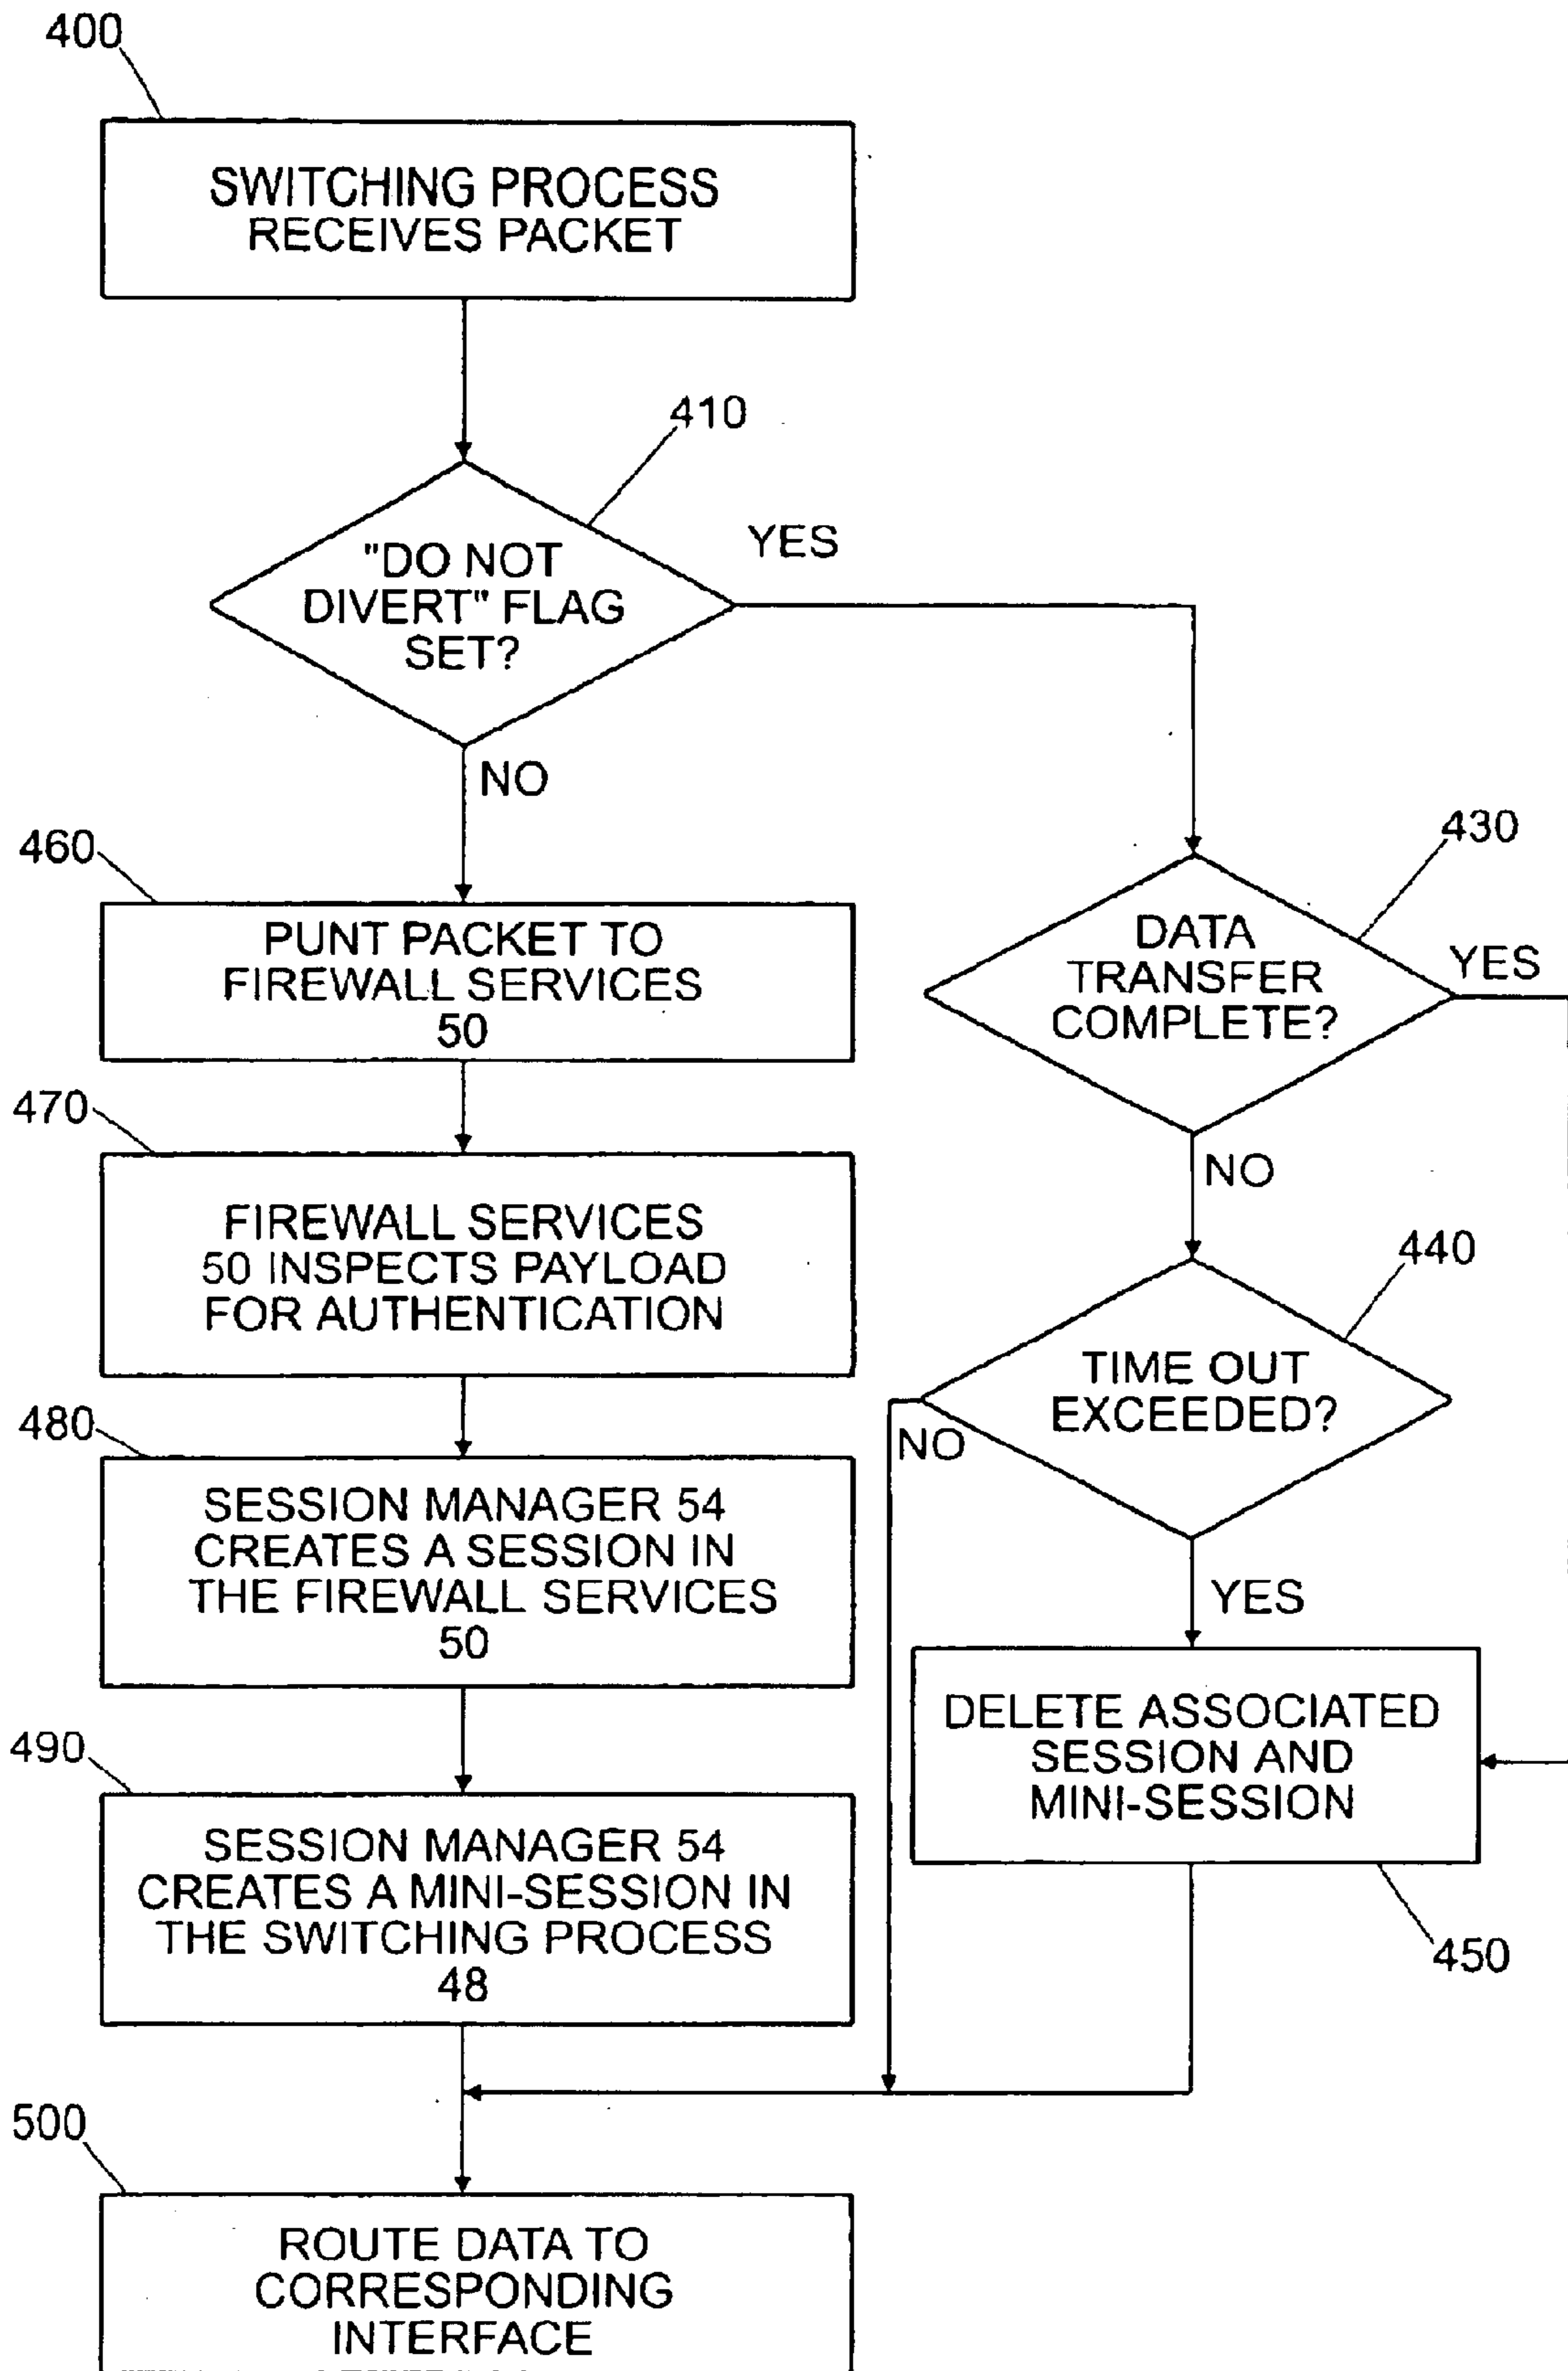 400
SWITCHING PROCESS
RECEIVES PACKET
410
"DO NOT
DIVERT" FLAG
SET?
YES
NO
460
PUNT PACKET TO
FIREWALL SERVICES
50
430
DATA
TRANSFER
COMPLETE?
YES
NO
470
FIREWALL SERVICES
50 INSPECTS PAYLOAD
FOR AUTHENTICATION
440
TIME OUT
EXCEEDED?
NO
YES
480
SESSION MANAGER 54
CREATES A SESSION IN
THE FIREWALL SERVICES
50
DELETE ASSOCIATED
SESSION AND
MINI-SESSION
450
490
SESSION MANAGER 54
CREATES A MINI-SESSION IN
THE SWITCHING PROCESS
48
500
ROUTE DATA TO
CORRESPONDING
INTERFACE